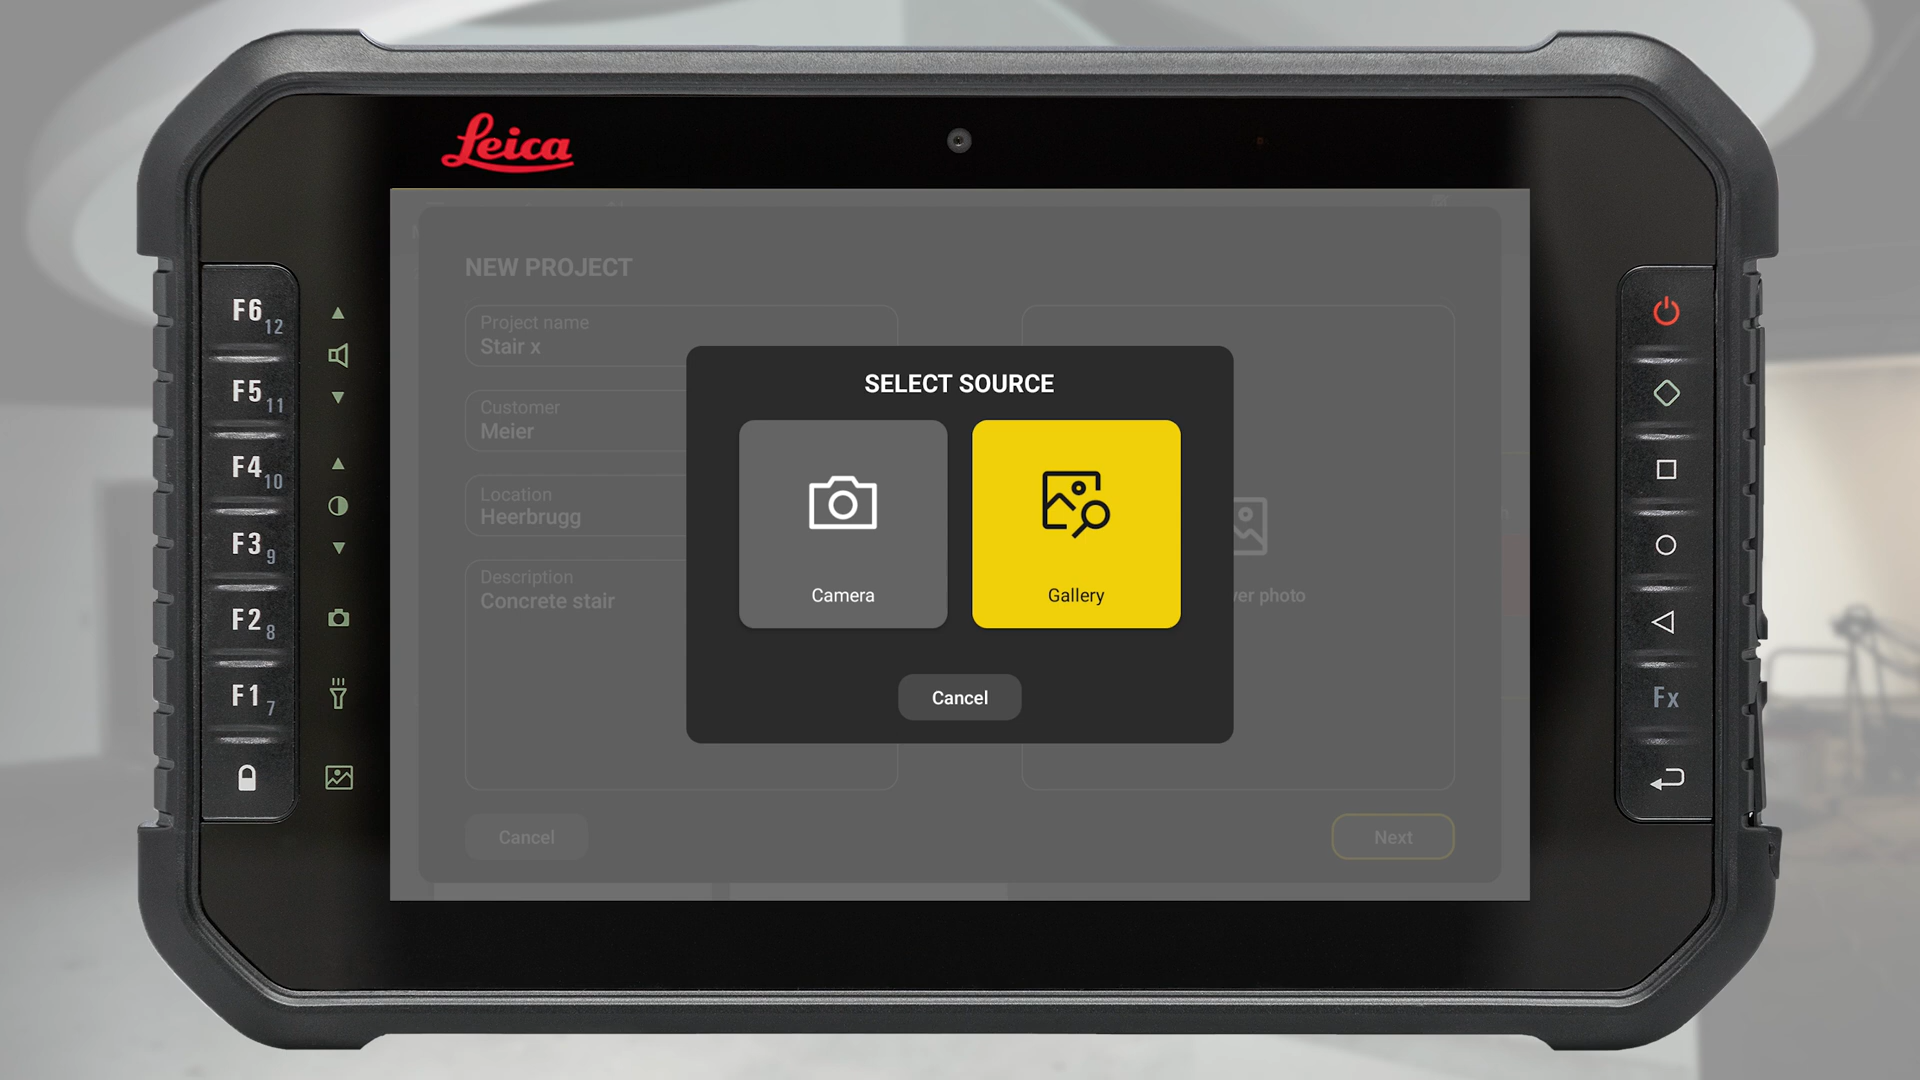 Leica
NEW PROJECT
Project name
Stair x
Customer
Meier
Location
Heerbrugg
Description
Concrete stair
SELECT SOURCE
Camera
Gallery
Cancel
photo
Cancel
Next
F6 12
F5 11
F4 10
F3 9
F2 8
F1 7
Fx